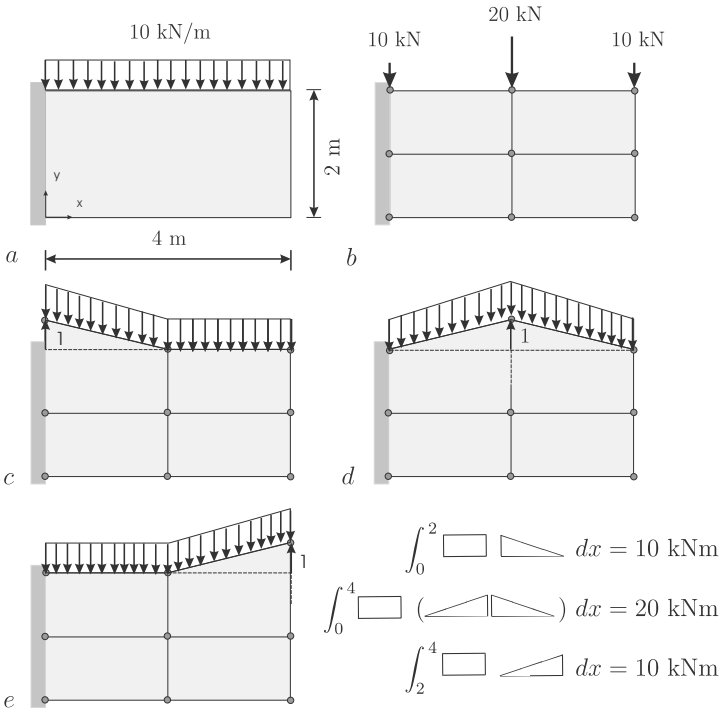 10 kN/m
y
x
2 m
4 m
a
10 kN
20 kN
10 kN
b
1
c
1
d
1
e
∫_0^2 dx = 10 kNm
∫_0^4 ( ) dx = 20 kNm
∫_2^4 dx = 10 kNm